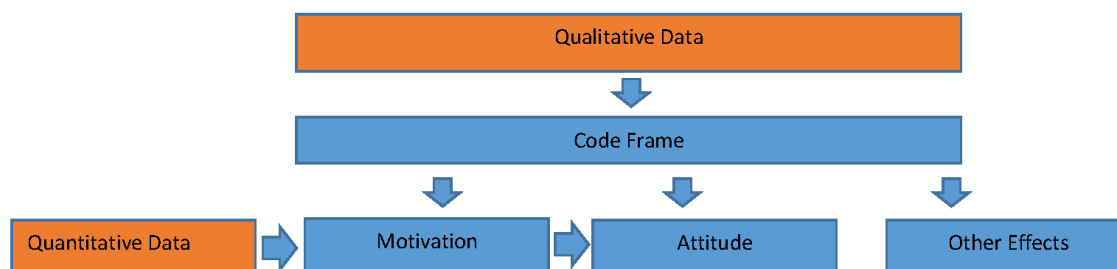 Qualitative Data
Code Frame
Quantitative Data
Motivation
Attitude
Other Effects